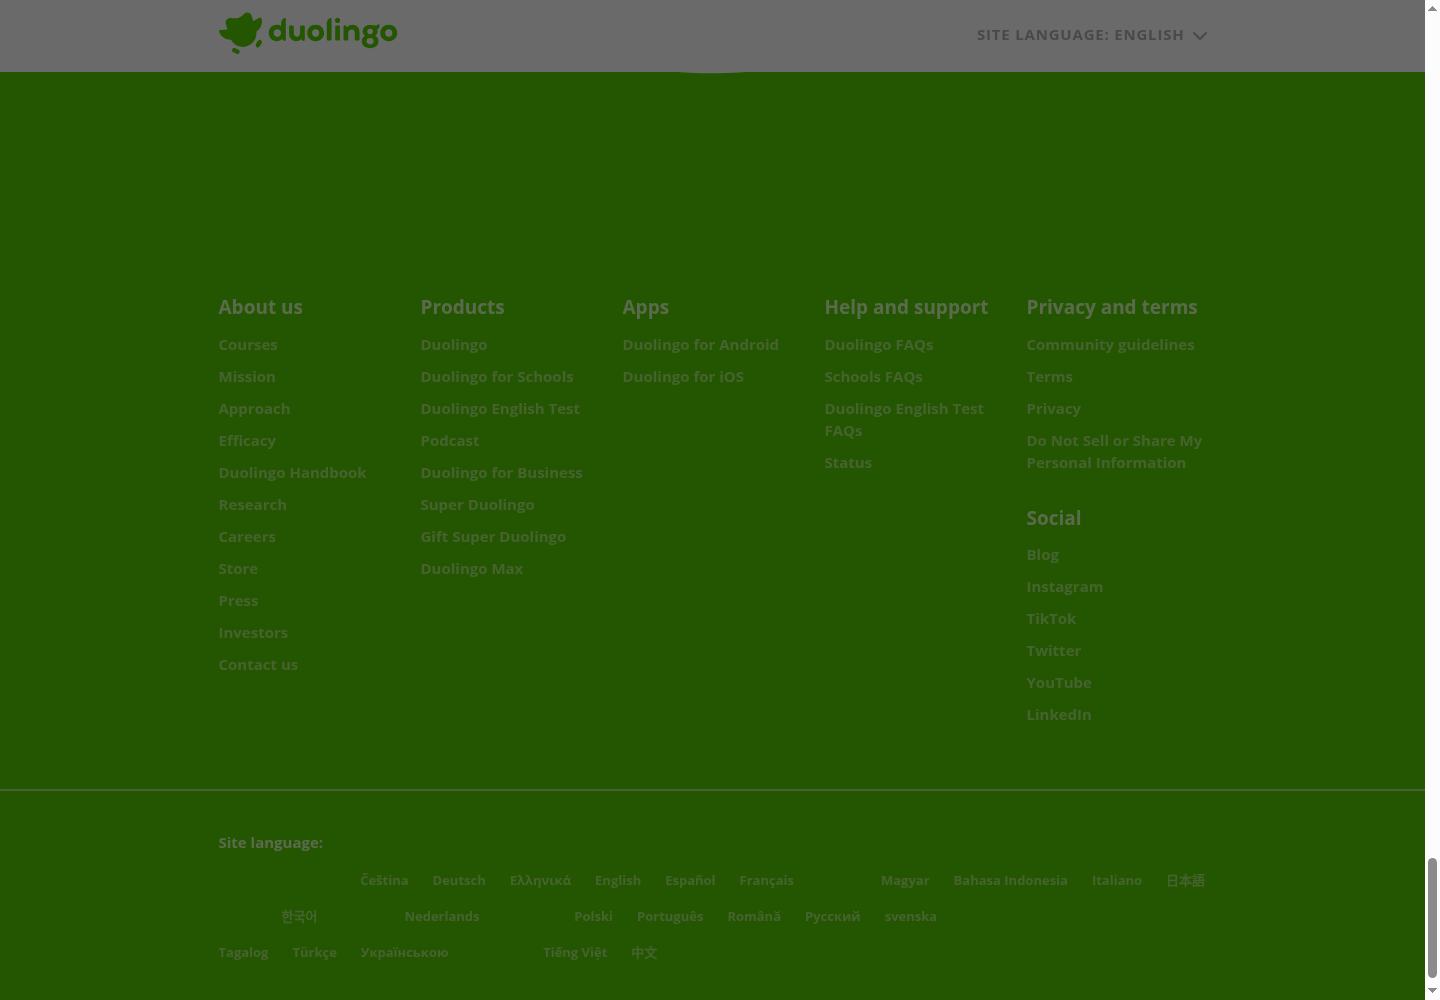 duolingo
SITE LANGUAGE: ENGLISH
About us
Courses
Mission
Approach
Efficacy
Duolingo Handbook
Research
Careers
Store
Press
Investors
Contact us
Products
Duolingo
Duolingo for Schools
Duolingo English Test
Podcast
Duolingo for Business
Super Duolingo
Gift Super Duolingo
Duolingo Max
Apps
Duolingo for Android
Duolingo for iOS
Help and support
Duolingo FAQs
Schools FAQs
Duolingo English Test
FAQs
Status
Privacy and terms
Community guidelines
Terms
Privacy
Do Not Sell or Share My
Personal Information
Social
Blog
Instagram
TikTok
Twitter
YouTube
LinkedIn
Site language:
Čeština Deutsch Ελληνικά English Español Français Magyar Bahasa Indonesia Italiano 日本語
한국어 Nederlands Polski Português Română Русский svenska
Tagalog Türkçe Українською Tiếng Việt 中文